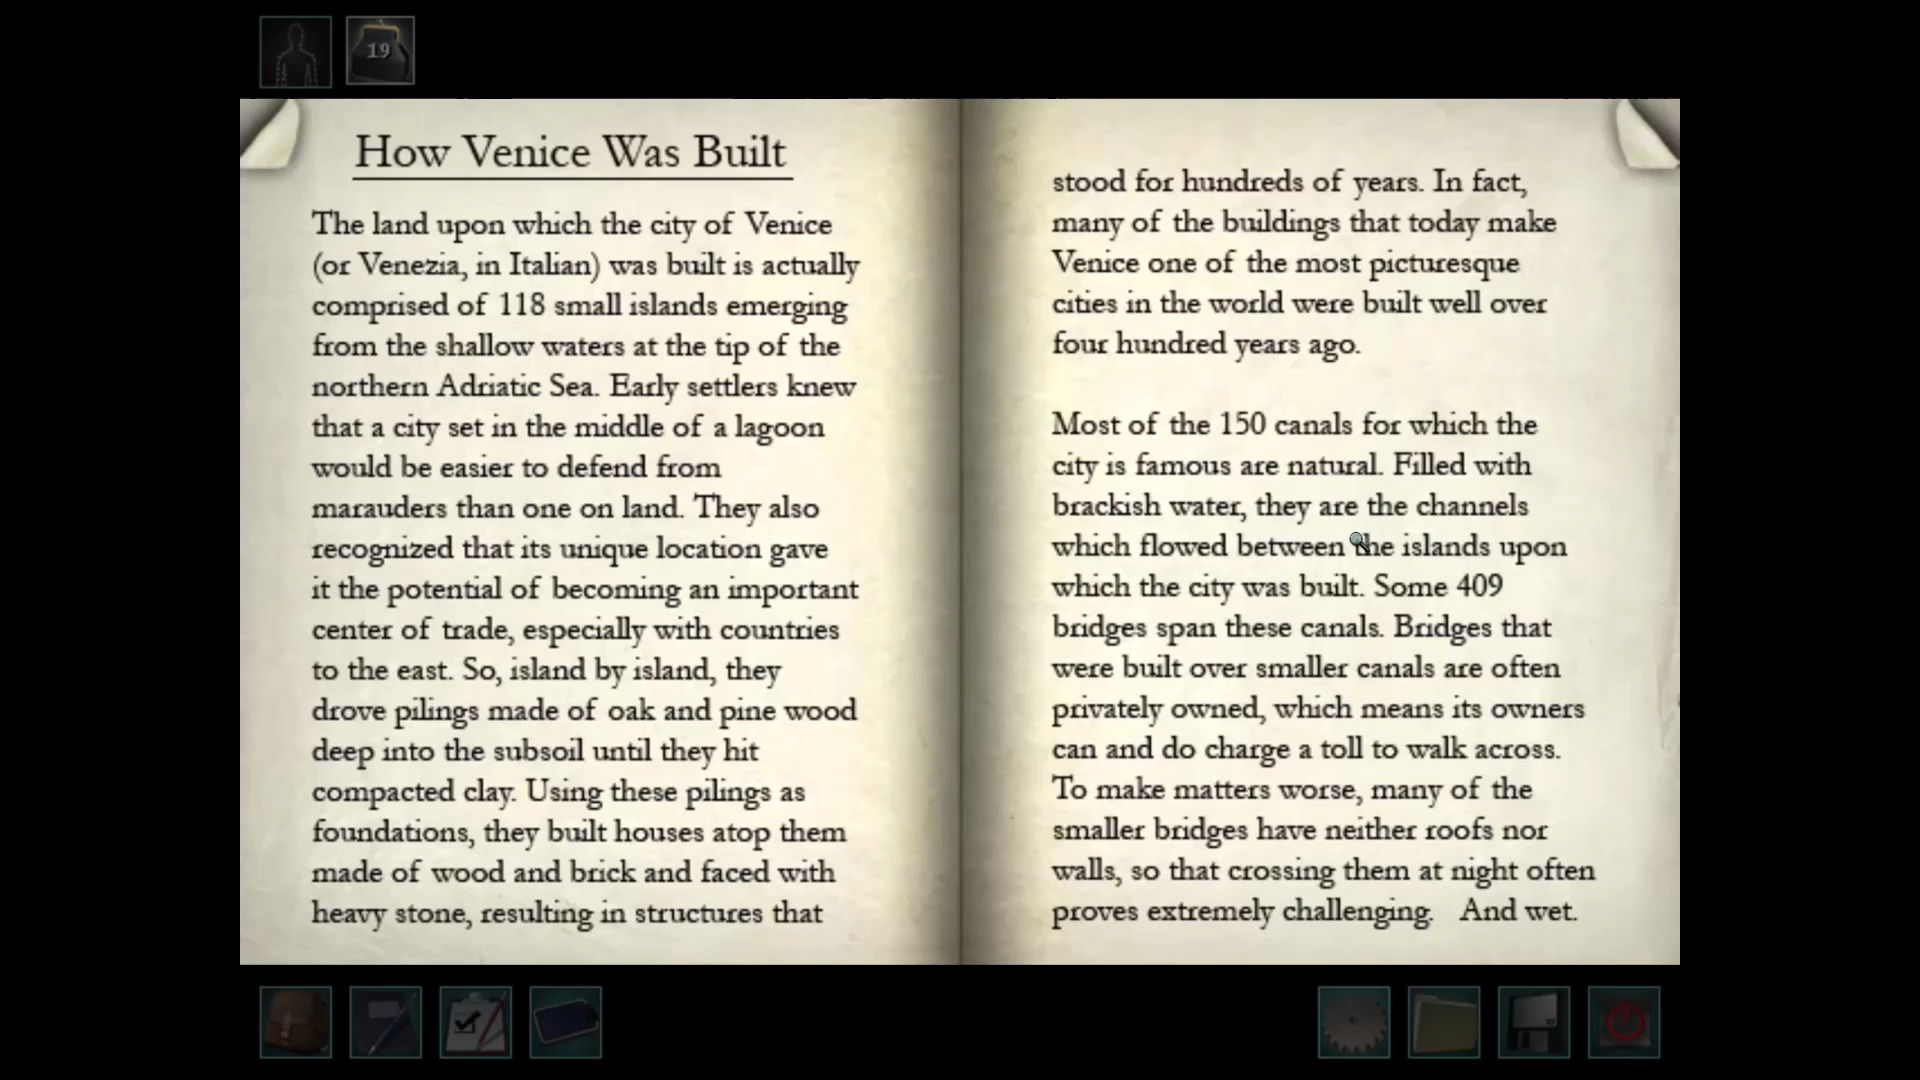 19
How Venice Was Built
The land upon which the city of Venice
(or Venezia, in Italian) was built is actually
comprised of 118 small islands emerging
from the shallow waters at the tip of the
northern Adriatic Sea. Early settlers knew
that a city set in the middle of a lagoon
would be easier to defend from
marauders than one on land. They also
recognized that its unique location gave
it the potential of becoming an important
center of trade, especially with countries
to the east. So, island by island, they
drove pilings made of oak and pine wood
deep into the subsoil until they hit
compacted clay. Using these pilings as
foundations, they built houses atop them
made of wood and brick and faced with
heavy stone, resulting in structures that
stood for hundreds of years. In fact,
many of the buildings that today make
Venice one of the most picturesque
cities in the world were built well over
four hundred years ago.
Most of the 150 canals for which the
city is famous are natural. Filled with
brackish water, they are the channels
which flowed between the islands upon
which the city was built. Some 409
bridges span these canals. Bridges that
were built over smaller canals are often
privately owned, which means its owners
can and do charge a toll to walk across.
To make matters worse, many of the
smaller bridges have neither roofs nor
walls, so that crossing them at night often
proves extremely challenging. And wet.